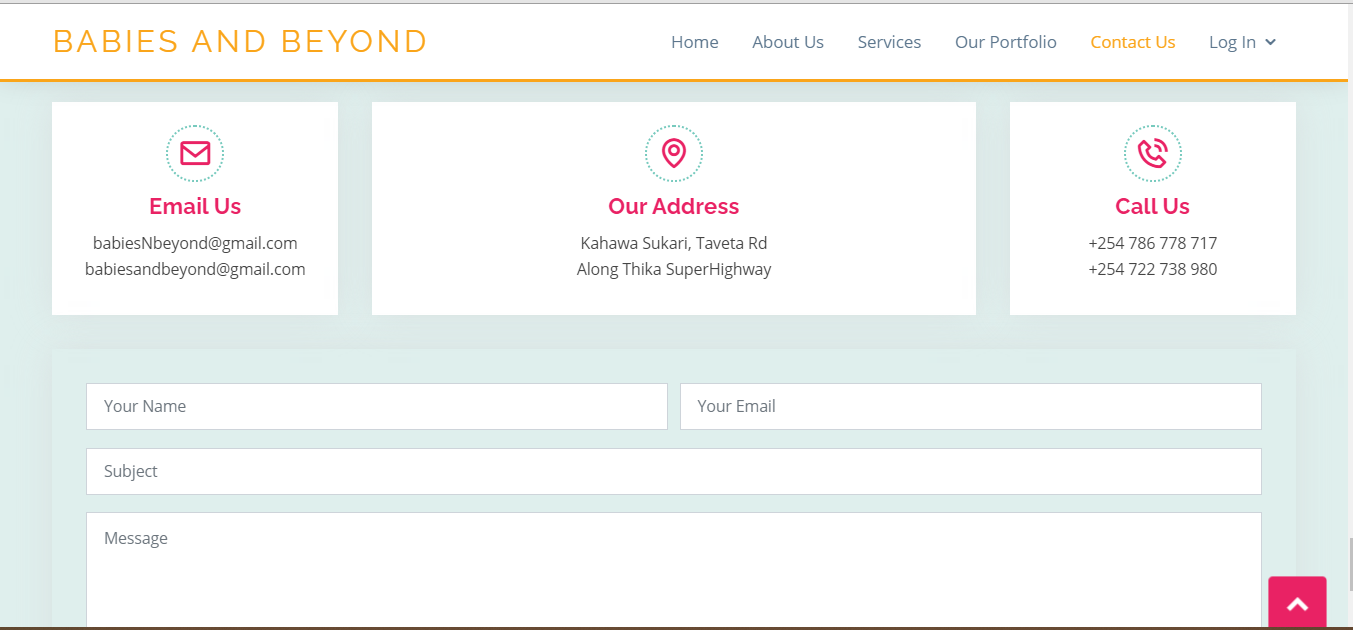 BABIES AND BEYOND
Home About Us Services Our Portfolio Contact Us Log In
Email Us
babiesNbeyond@gmail.com
babiesandbeyond@gmail.com
Our Address
Kahawa Sukari, Taveta Rd
Along Thika SuperHighway
Call Us
+254 786 778 717
+254 722 738 980
Your Name
Your Email
Subject
Message